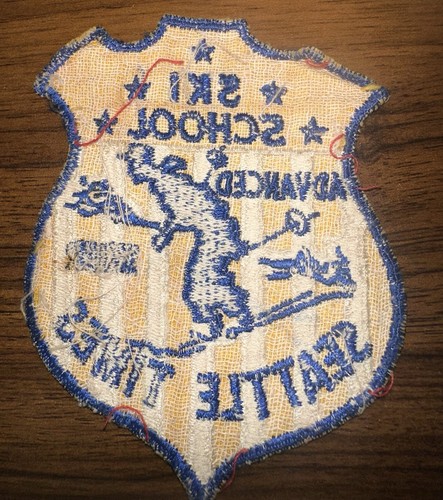 SKI
SCHOOL
ADVANCED
SEATTLE TIMES